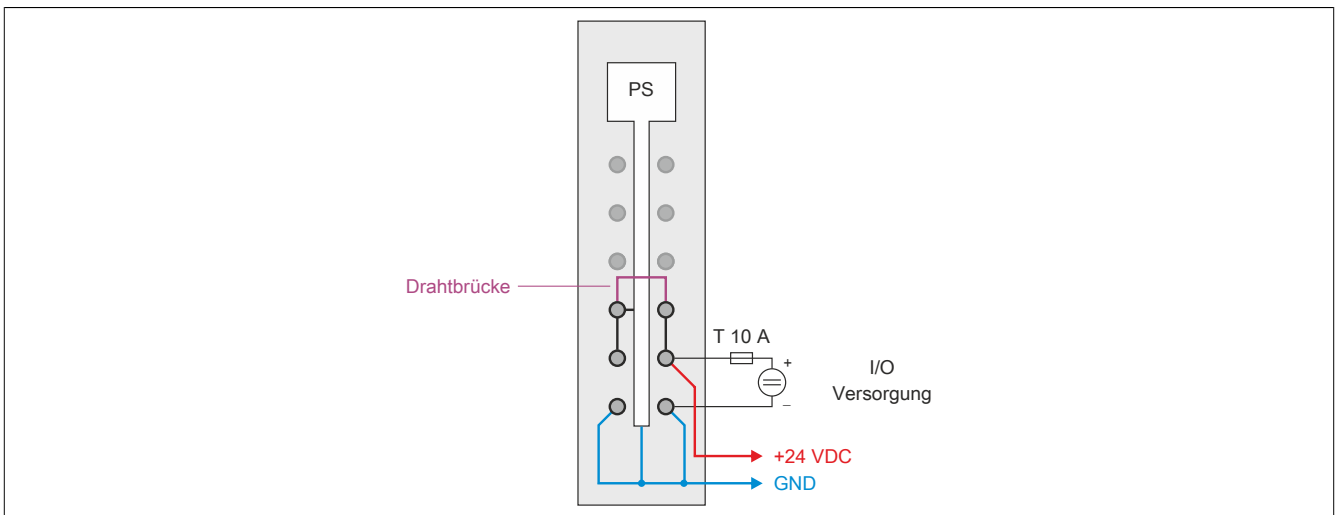 PS
Drahtbrücke
T 10 A
+
I/O
Versorgung
–
+24 VDC
GND